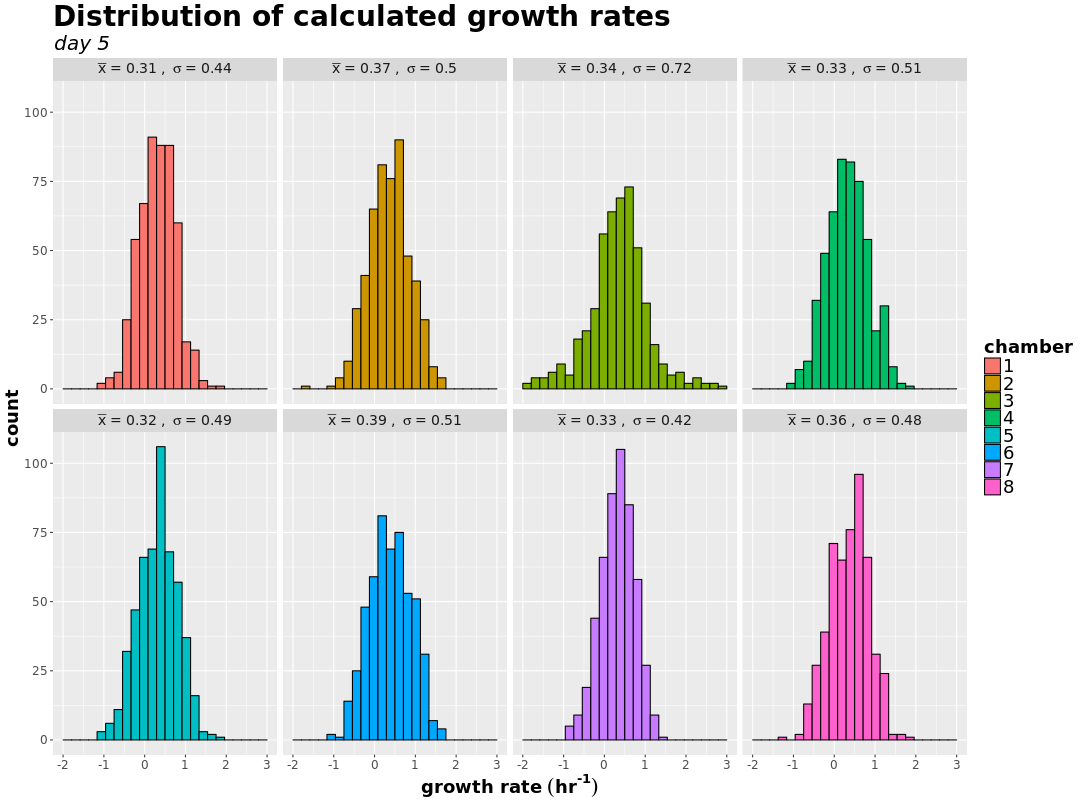 Distribution of calculated growth rates
day 5
x̅ = 0.31 , σ = 0.44
x̅ = 0.37 , σ = 0.5
x̅ = 0.34 , σ = 0.72
x̅ = 0.33 , σ = 0.51
100
75
50
25
0
x̅ = 0.32 , σ = 0.49
x̅ = 0.39 , σ = 0.51
x̅ = 0.33 , σ = 0.42
x̅ = 0.36 , σ = 0.48
100
75
50
25
0
-2 -1 0 1 2 3
-2 -1 0 1 2 3
-2 -1 0 1 2 3
-2 -1 0 1 2 3
growth rate (hr⁻¹)
count
chamber
1
2
3
4
5
6
7
8